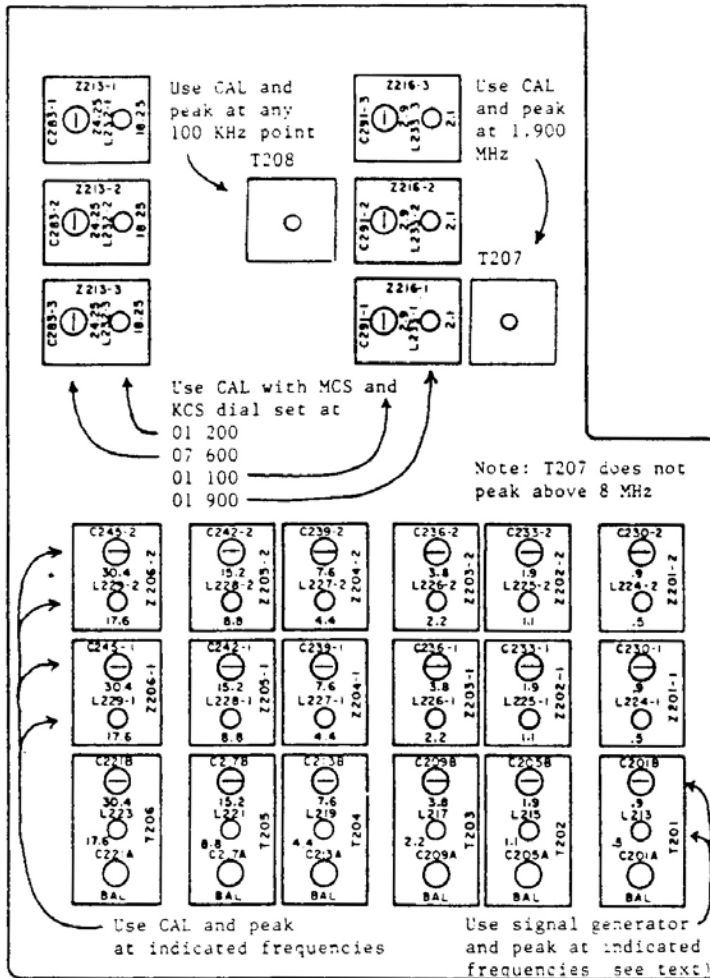 Z213-1
C283-1
24.25
L232-1
18.25
Use CAL and
peak at any
100 KHz point
T208
Z216-3
C291-3
2.9
L233-3
2.1
Use CAL
and peak
at 1.900
MHz
Z213-2
C283-2
24.25
L232-2
18.25
Z216-2
C291-2
2.9
L233-2
2.1
T207
Z213-3
C283-3
24.25
L232-3
18.25
Z216-1
C291-1
2.9
L233-1
2.1
Use CAL with MCS and
KCS dial set at
01 200
07 600
01 100
01 900
Note: T207 does not
peak above 8 MHz
C245-2
30.4
L229-2
17.6
Z206-2
C242-2
15.2
L228-2
8.8
Z205-2
C239-2
7.6
L227-2
4.4
Z204-2
C236-2
3.8
L226-2
2.2
Z203-2
C233-2
1.9
L225-2
1.1
Z202-2
C230-2
.9
L224-2
.5
Z201-2
C245-1
30.4
L229-1
17.6
Z206-1
C242-1
15.2
L228-1
8.8
Z205-1
C239-1
7.6
L227-1
4.4
Z204-1
C236-1
3.8
L226-1
2.2
Z203-1
C233-1
1.9
L225-1
1.1
Z202-1
C230-1
.9
L224-1
.5
Z201-1
C221B
30.4
L223
17.6
C221A
BAL
T206
C217B
15.2
L221
8.8
C217A
BAL
T205
C213B
7.6
L219
4.4
C213A
BAL
T204
C209B
3.8
L217
2.2
C209A
BAL
T203
C205B
1.9
L215
1.1
C205A
BAL
T202
C201B
.9
L213
.5
C201A
BAL
T201
Use CAL and peak
at indicated frequencies
Use signal generator
and peak at indicated
frequencies see text)